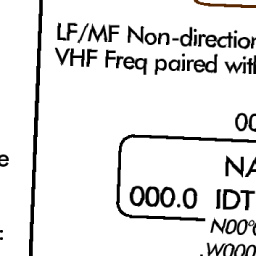 LF/MF Non-direction
VHF Freq paired with
00
e
NA
000.0 IDT
N00°
W000
: